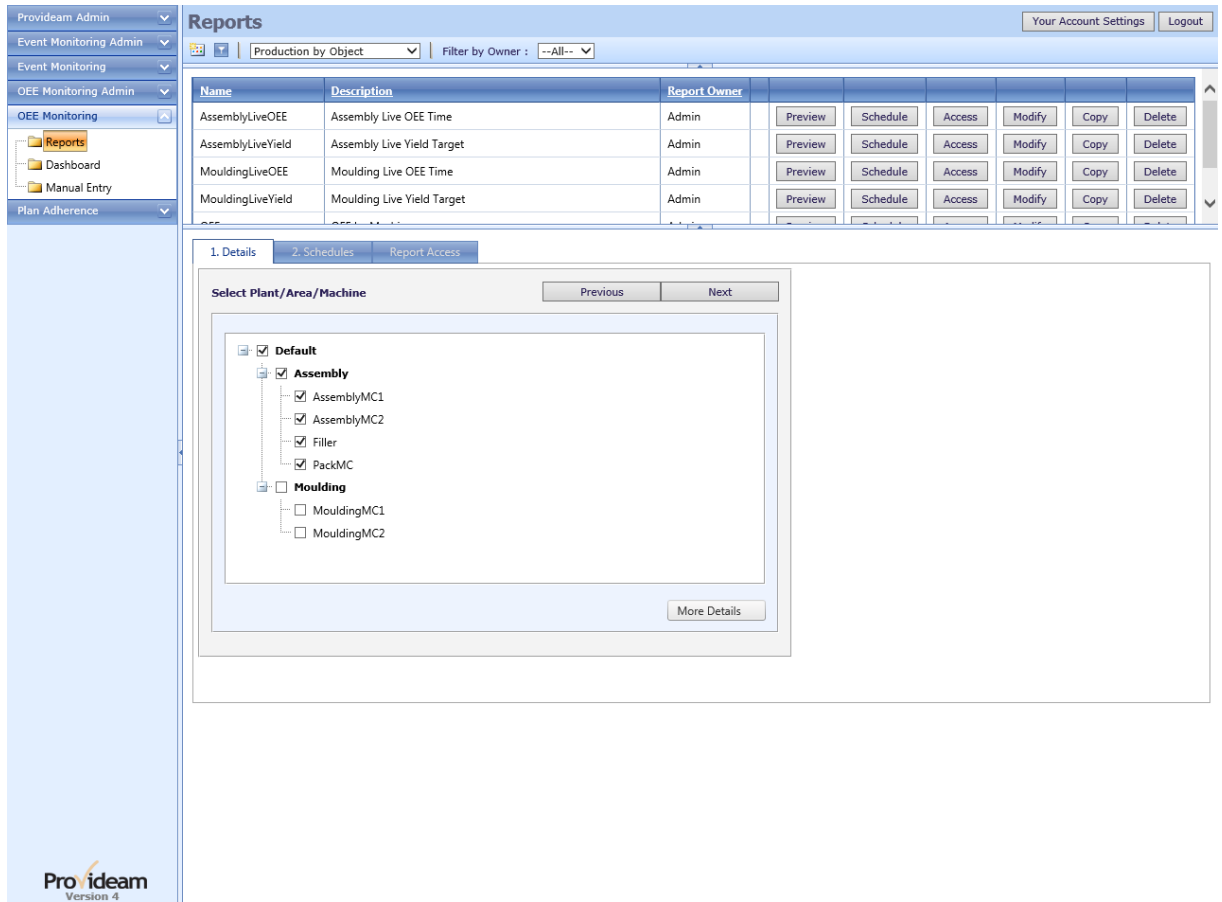 Provideam Admin
Event Monitoring Admin
Event Monitoring
OEE Monitoring Admin
OEE Monitoring
Reports
Dashboard
Manual Entry
Plan Adherence
Provideam
Version 4
Reports
Your Account Settings Logout
Production by Object Filter by Owner : --All--
Name Description Report Owner
AssemblyLiveOEE Assembly Live OEE Time Admin Preview Schedule Access Modify Copy Delete
AssemblyLiveYield Assembly Live Yield Target Admin Preview Schedule Access Modify Copy Delete
MouldingLiveOEE Moulding Live OEE Time Admin Preview Schedule Access Modify Copy Delete
MouldingLiveYield Moulding Live Yield Target Admin Preview Schedule Access Modify Copy Delete
1. Details 2. Schedules Report Access
Select Plant/Area/Machine Previous Next
Default
Assembly
AssemblyMC1
AssemblyMC2
Filler
PackMC
Moulding
MouldingMC1
MouldingMC2
More Details